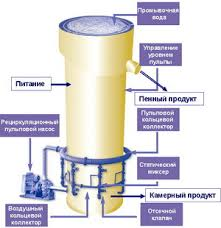 Промывочная
вода
Управление
уровнем
пульпы
Питание
Пенный продукт
Рециркуляционный
пульповой насос
Пульповой
кольцевой
коллектор
Статический
миксер
Камерный продукт
Воздушный
кольцевой
коллектор
Отсечной
клапан